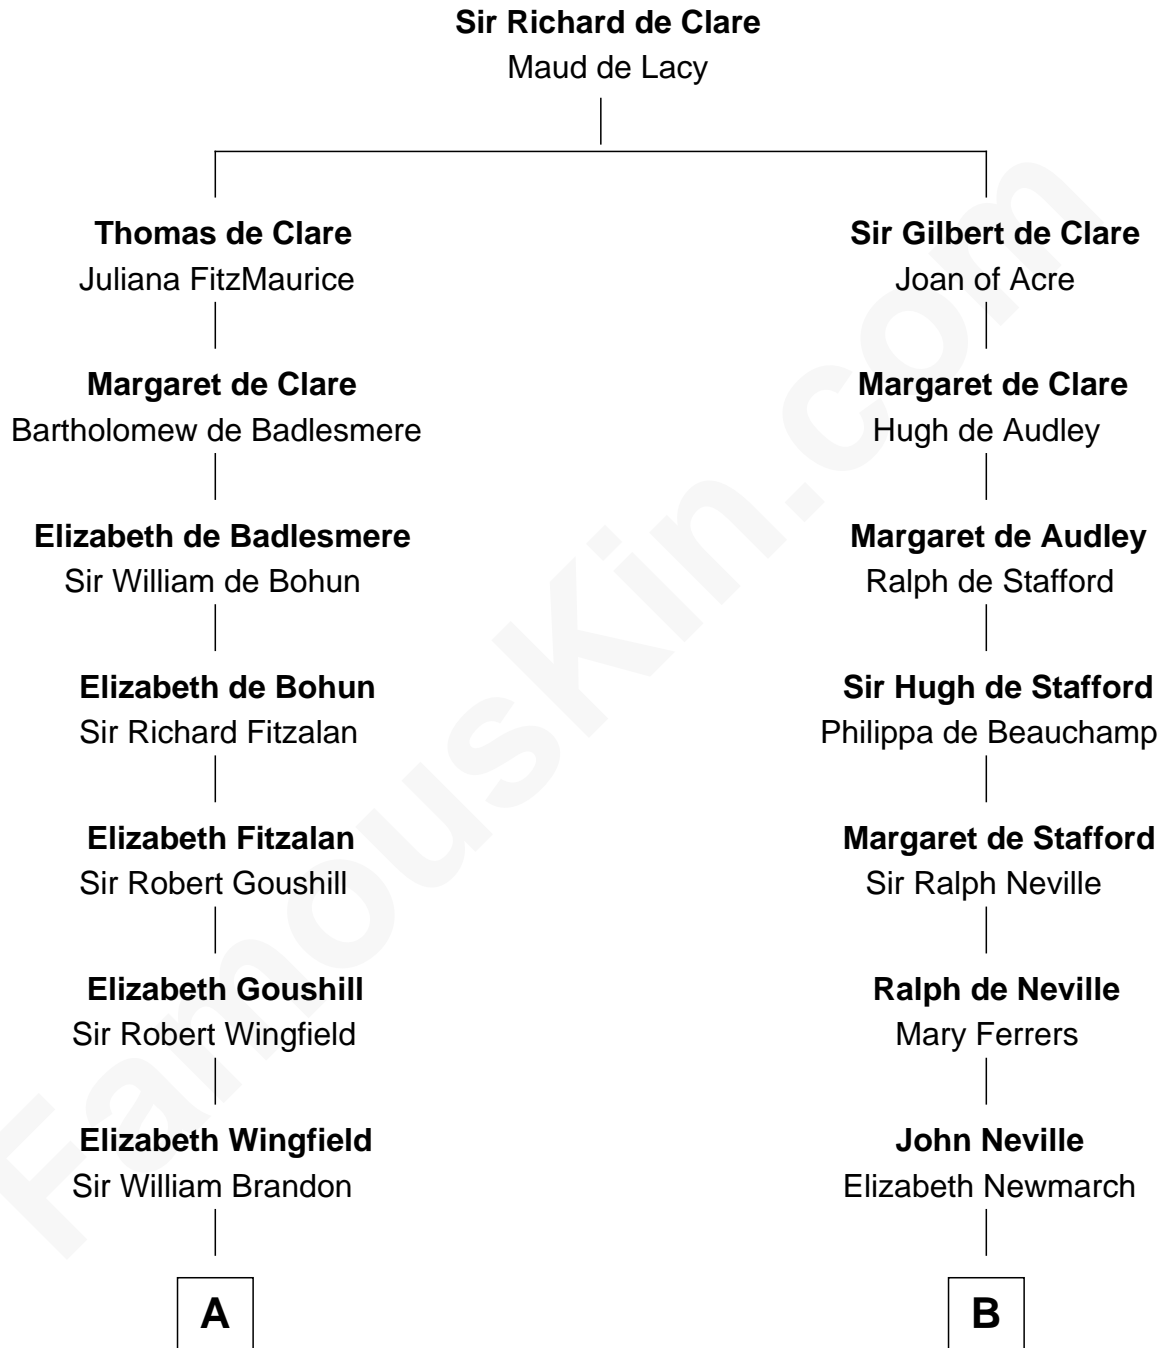 Sir Richard de Clare
Maud de Lacy
Thomas de Clare
Juliana FitzMaurice
Sir Gilbert de Clare
Joan of Acre
Margaret de Clare
Bartholomew de Badlesmere
Margaret de Clare
Hugh de Audley
Elizabeth de Badlesmere
Sir William de Bohun
Margaret de Audley
Ralph de Stafford
Elizabeth de Bohun
Sir Richard Fitzalan
Sir Hugh de Stafford
Philippa de Beauchamp
Elizabeth Fitzalan
Sir Robert Goushill
Margaret de Stafford
Sir Ralph Neville
Elizabeth Goushill
Sir Robert Wingfield
Ralph de Neville
Mary Ferrers
Elizabeth Wingfield
Sir William Brandon
John Neville
Elizabeth Newmarch
A
B
FamousKin.com